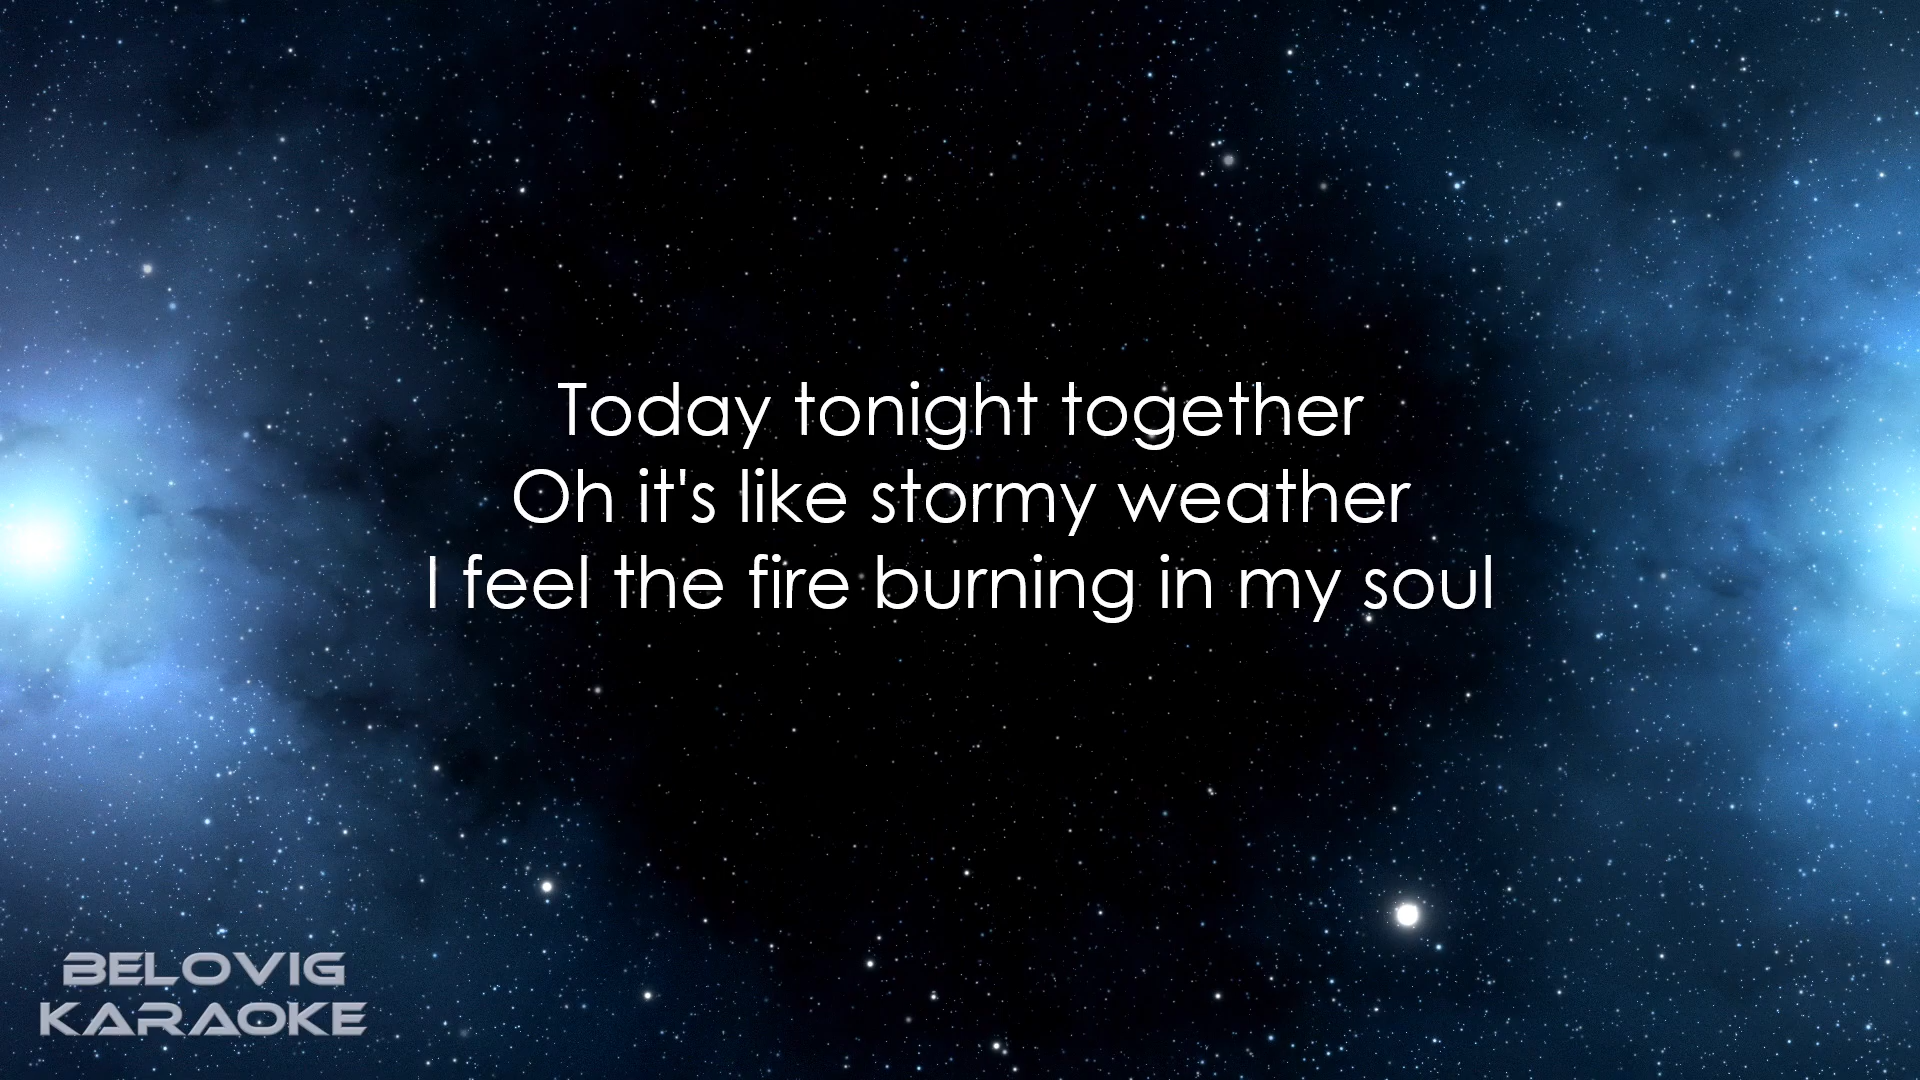 Today tonight together
Oh it's like stormy weather
I feel the fire burning in my soul
BELOVIG
KARAOKE